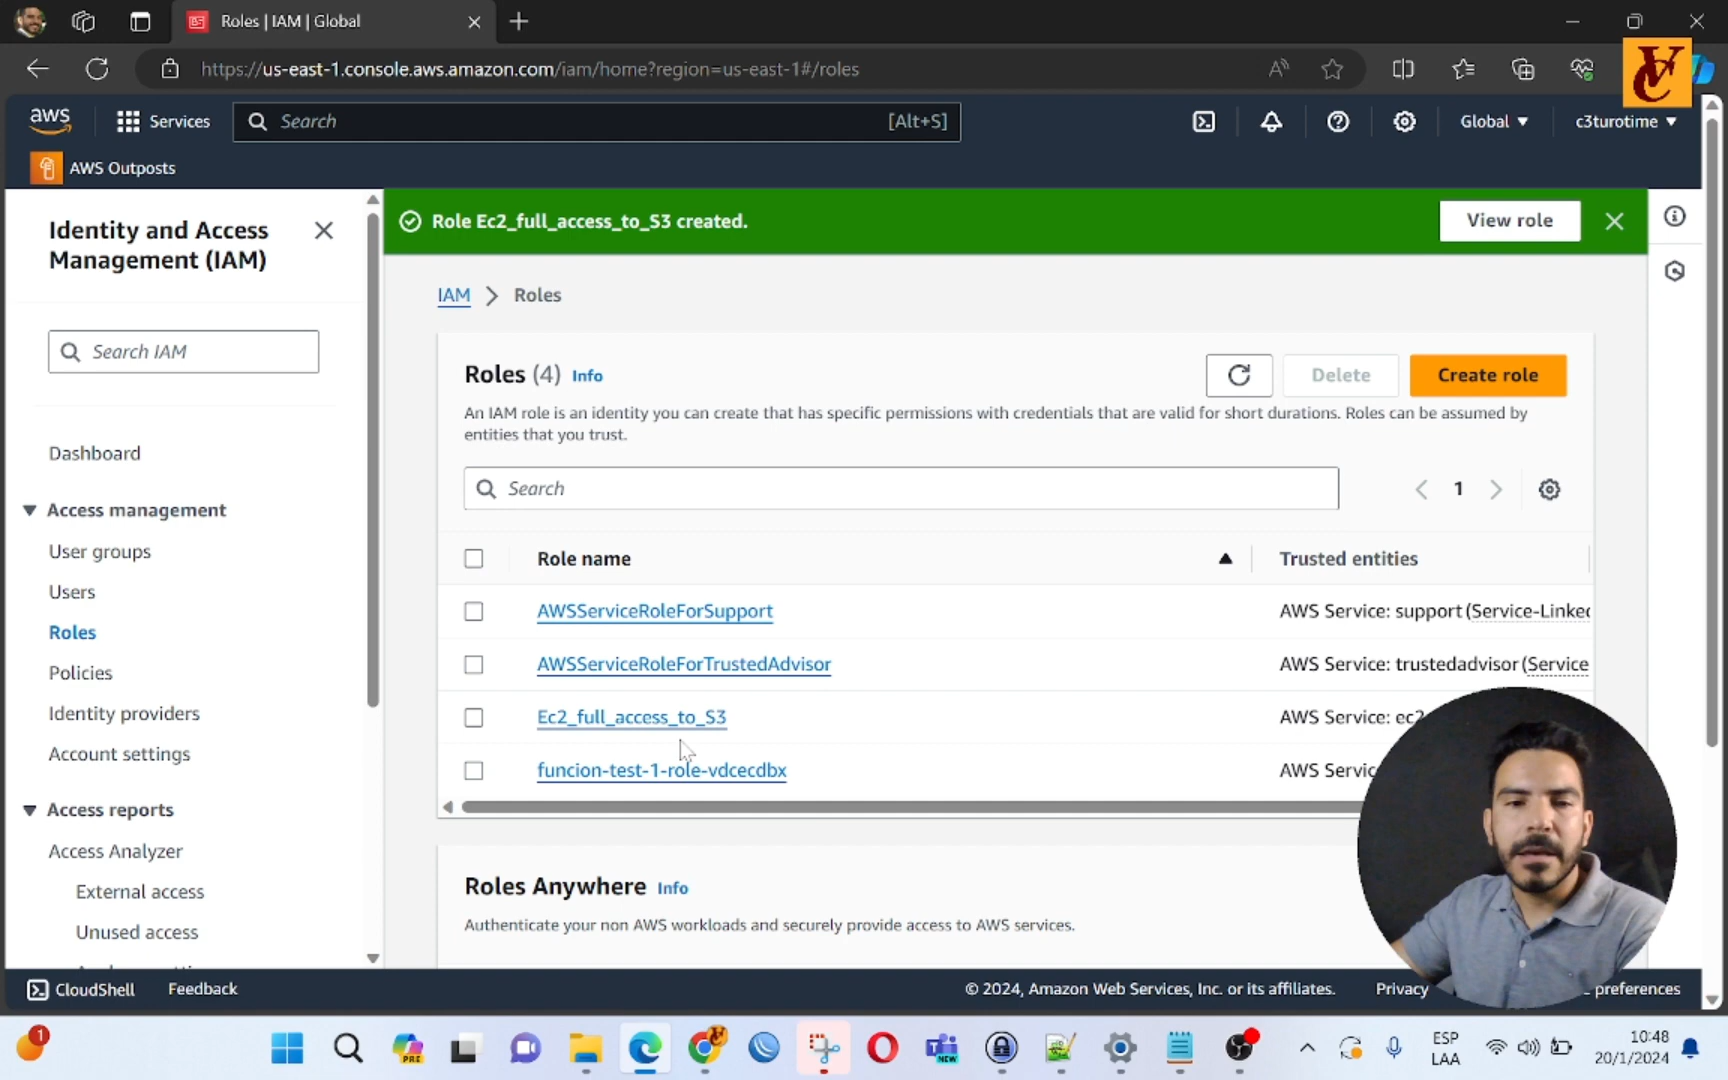 Roles | IAM | Global
https://us-east-1.console.aws.amazon.com/iam/home?region=us-east-1#/roles
aws
Services
Search
[Alt+S]
Global
c3turotime
AWS Outposts
Identity and Access
Management (IAM)
Search IAM
Dashboard
Access management
User groups
Users
Roles
Policies
Identity providers
Account settings
Access reports
Access Analyzer
External access
Unused access
Role Ec2_full_access_to_S3 created.
View role
IAM > Roles
Roles (4) Info
Delete
Create role
An IAM role is an identity you can create that has specific permissions with credentials that are valid for short durations. Roles can be assumed by
entities that you trust.
Search
1
Role name
Trusted entities
AWSServiceRoleForSupport
AWS Service: support (Service-Linked
AWSServiceRoleForTrustedAdvisor
AWS Service: trustedadvisor (Service
Ec2_full_access_to_S3
AWS Service: ec2
funcion-test-1-role-vdcecdbx
AWS Servic
Roles Anywhere Info
Authenticate your non AWS workloads and securely provide access to AWS services.
CloudShell
Feedback
© 2024, Amazon Web Services, Inc. or its affiliates.
Privacy
preferences
1
PRE
NEW
ESP
LAA
10:48
20/1/2024